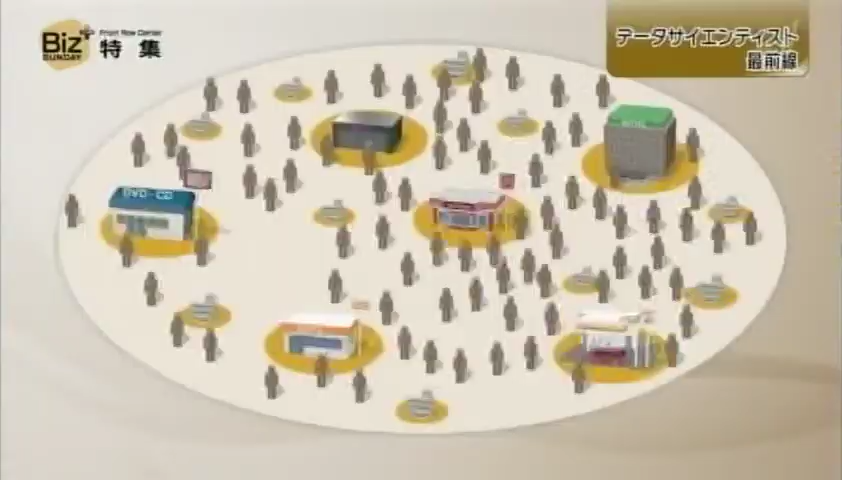 Biz+
SUNDAY
Front Row Center
特集
データサイエンティスト
最前線
DVD・CD